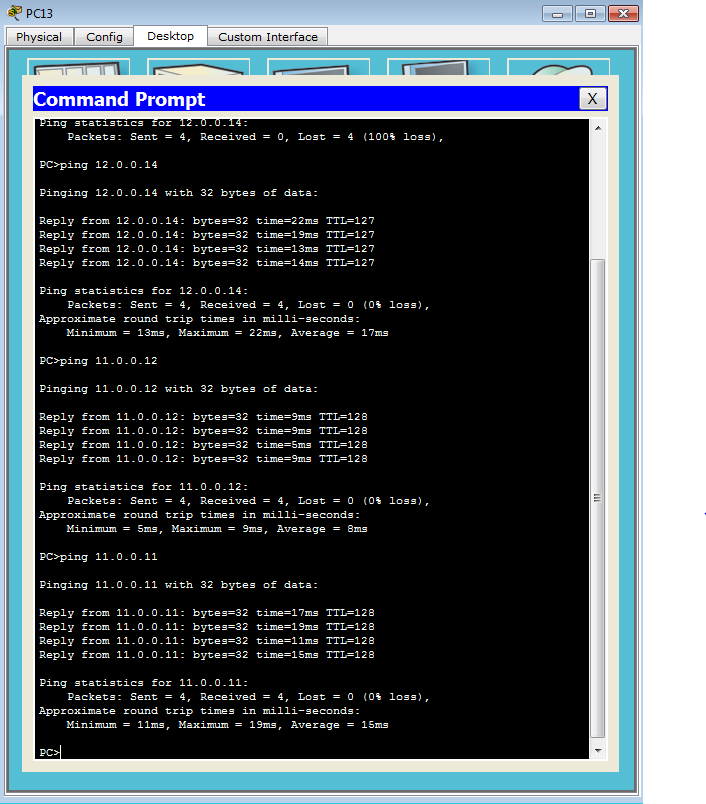 PC13
Physical Config Desktop Custom Interface
Command Prompt X
Ping statistics for 12.0.0.14:
Packets: Sent = 4, Received = 0, Lost = 4 (100% loss),
PC>ping 12.0.0.14
Pinging 12.0.0.14 with 32 bytes of data:
Reply from 12.0.0.14: bytes=32 time=22ms TTL=127
Reply from 12.0.0.14: bytes=32 time=19ms TTL=127
Reply from 12.0.0.14: bytes=32 time=13ms TTL=127
Reply from 12.0.0.14: bytes=32 time=14ms TTL=127
Ping statistics for 12.0.0.14:
Packets: Sent = 4, Received = 4, Lost = 0 (0% loss),
Approximate round trip times in milli-seconds:
Minimum = 13ms, Maximum = 22ms, Average = 17ms
PC>ping 11.0.0.12
Pinging 11.0.0.12 with 32 bytes of data:
Reply from 11.0.0.12: bytes=32 time=9ms TTL=128
Reply from 11.0.0.12: bytes=32 time=9ms TTL=128
Reply from 11.0.0.12: bytes=32 time=5ms TTL=128
Reply from 11.0.0.12: bytes=32 time=9ms TTL=128
Ping statistics for 11.0.0.12:
Packets: Sent = 4, Received = 4, Lost = 0 (0% loss),
Approximate round trip times in milli-seconds:
Minimum = 5ms, Maximum = 9ms, Average = 8ms
PC>ping 11.0.0.11
Pinging 11.0.0.11 with 32 bytes of data:
Reply from 11.0.0.11: bytes=32 time=17ms TTL=128
Reply from 11.0.0.11: bytes=32 time=19ms TTL=128
Reply from 11.0.0.11: bytes=32 time=11ms TTL=128
Reply from 11.0.0.11: bytes=32 time=15ms TTL=128
Ping statistics for 11.0.0.11:
Packets: Sent = 4, Received = 4, Lost = 0 (0% loss),
Approximate round trip times in milli-seconds:
Minimum = 11ms, Maximum = 19ms, Average = 15ms
PC>